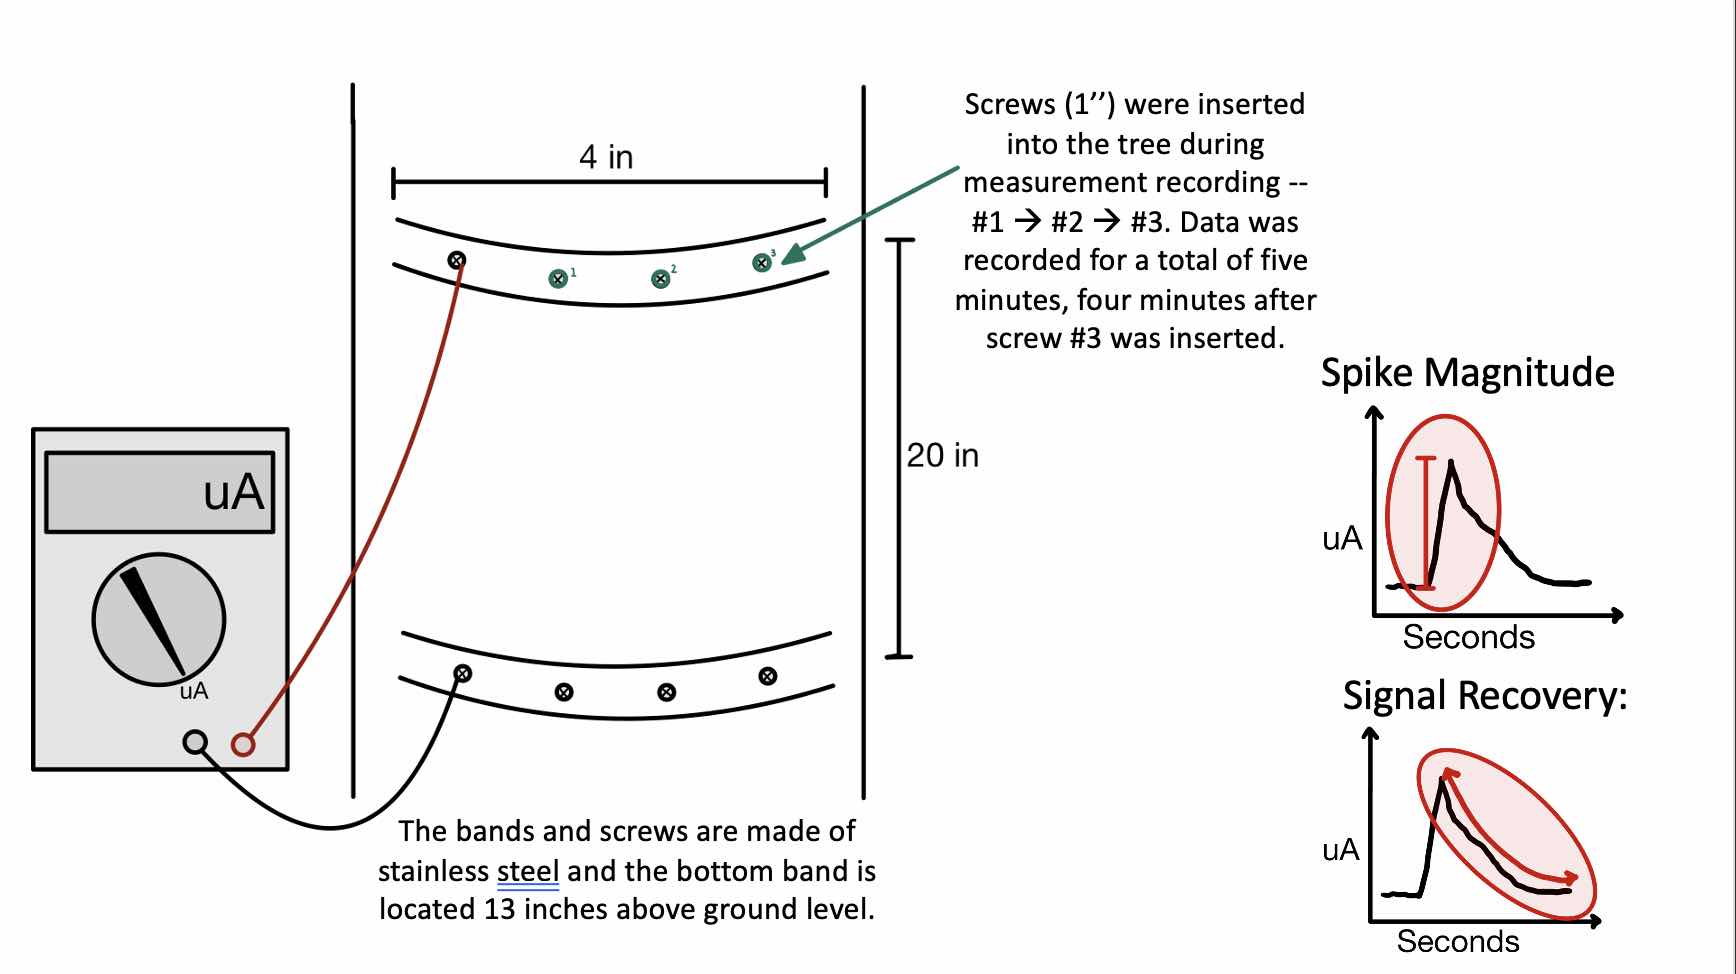 4 in
Screws (1’’) were inserted
into the tree during
measurement recording --
#1 → #2 → #3. Data was
recorded for a total of five
minutes, four minutes after
screw #3 was inserted.
1
2
3
20 in
uA
uA
The bands and screws are made of
stainless steel and the bottom band is
located 13 inches above ground level.
Spike Magnitude
uA
Seconds
Signal Recovery:
uA
Seconds